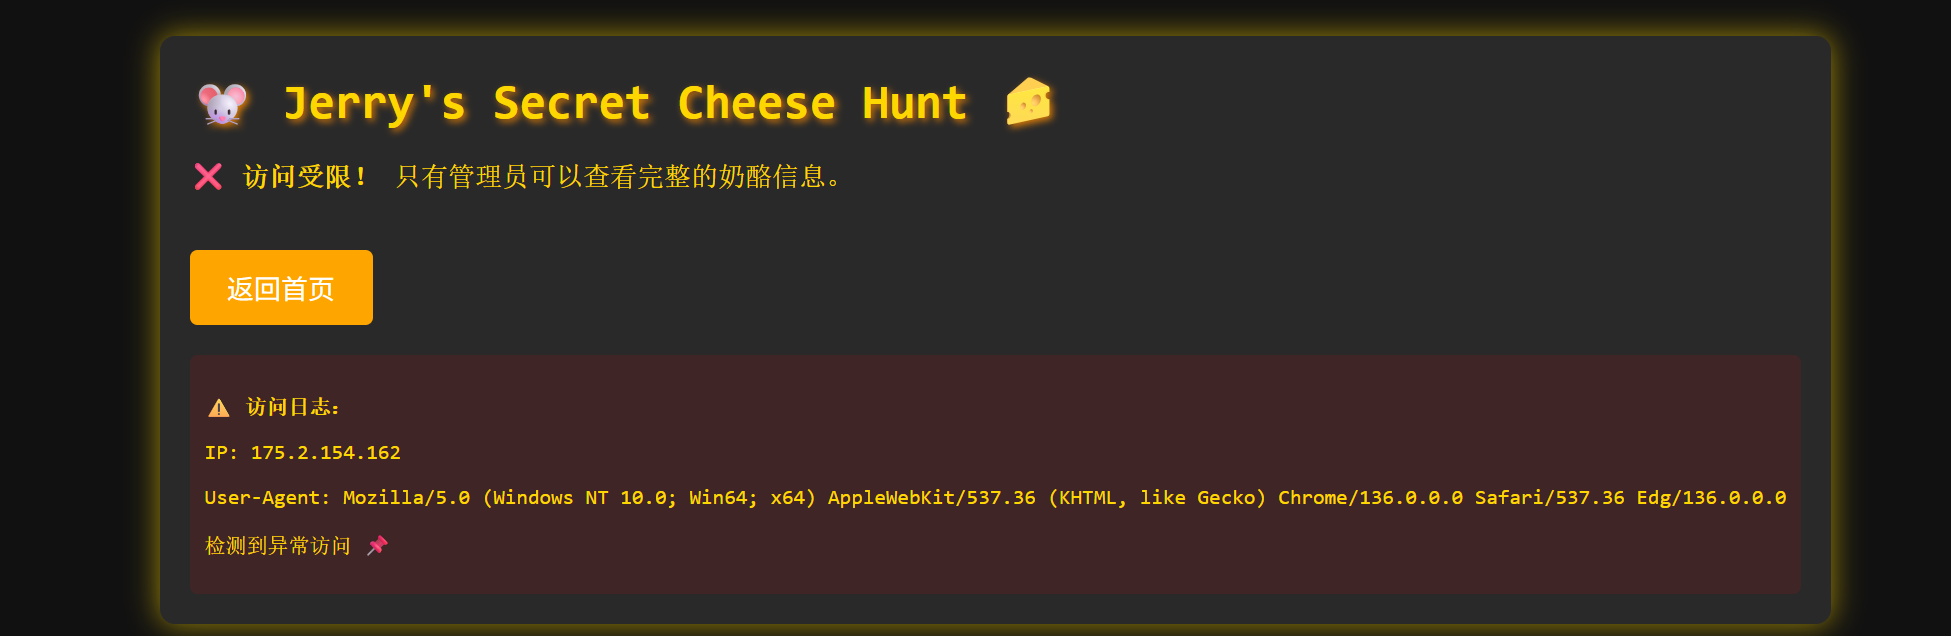 Jerry's Secret Cheese Hunt
访问受限！ 只有管理员可以查看完整的奶酪信息。
返回首页
访问日志：
IP: 175.2.154.162
User-Agent: Mozilla/5.0 (Windows NT 10.0; Win64; x64) AppleWebKit/537.36 (KHTML, like Gecko) Chrome/136.0.0.0 Safari/537.36 Edg/136.0.0.0
检测到异常访问